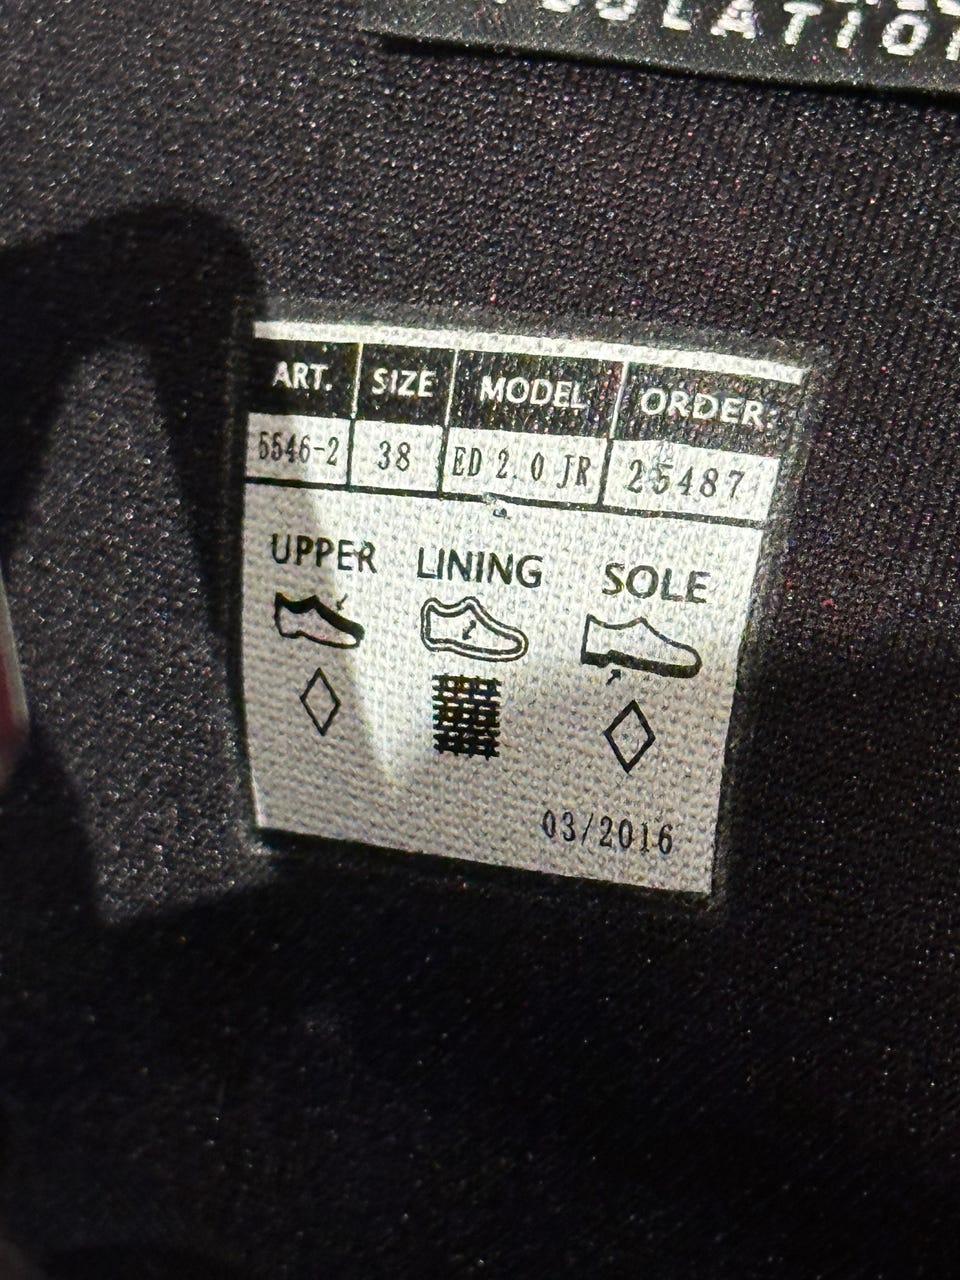 ART. SIZE MODEL ORDER:
5546-2 38 ED 2.0 JR 25487
UPPER LINING SOLE
03/2016